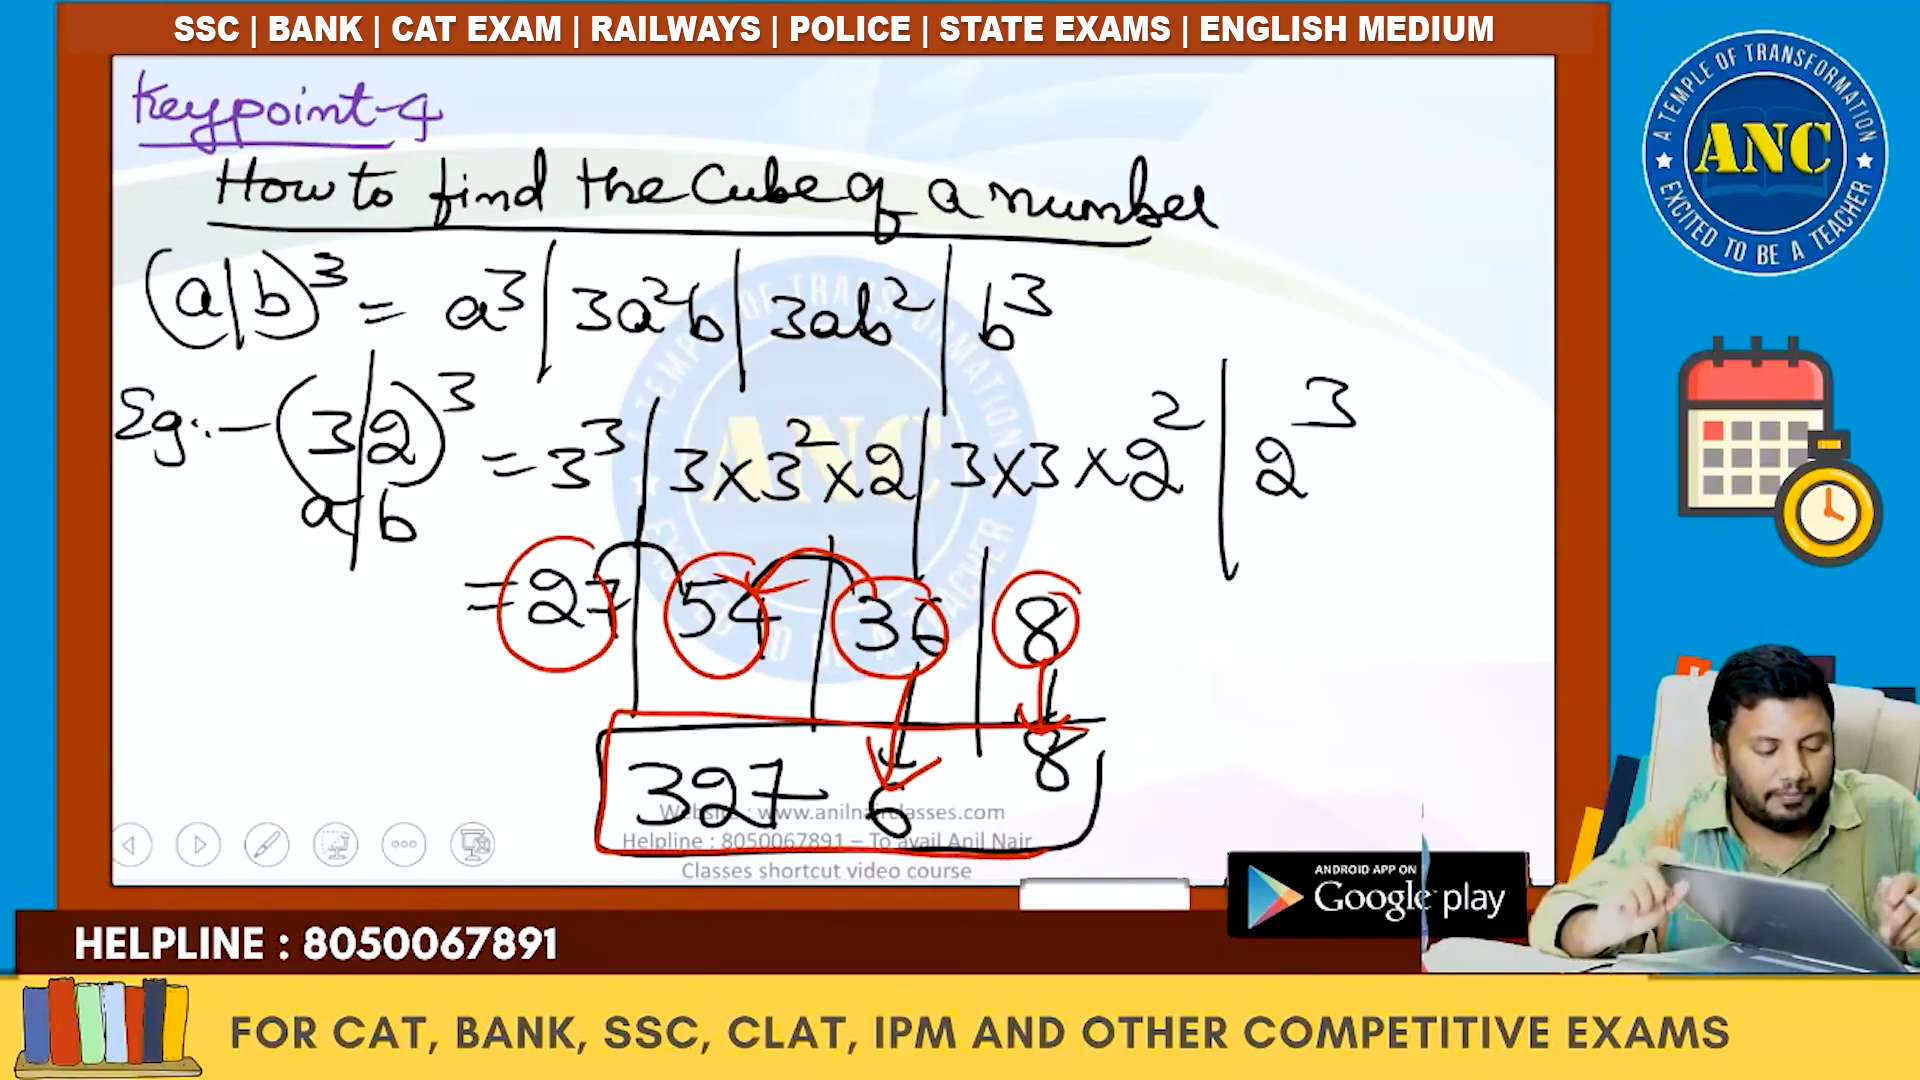 SSC | BANK | CAT EXAM | RAILWAYS | POLICE | STATE EXAMS | ENGLISH MEDIUM
Keypoint-4
How to find the Cube of a number
(a|b)³ = a³ | 3a²b | 3ab² | b³
Eg:- (3|2)³ = 3³ | 3×3²×2 | 3×3×2² | 2³
a|b
= 27 | 54 | 36 | 8
327 6 8
Website : www.anilnairclasses.com
Helpline : 8050067891 – To avail Anil Nair
Classes shortcut video course
A TEMPLE OF TRANSFORMATION
ANC
EXCITED TO BE A TEACHER
ANDROID APP ON
Google play
HELPLINE : 8050067891
FOR CAT, BANK, SSC, CLAT, IPM AND OTHER COMPETITIVE EXAMS